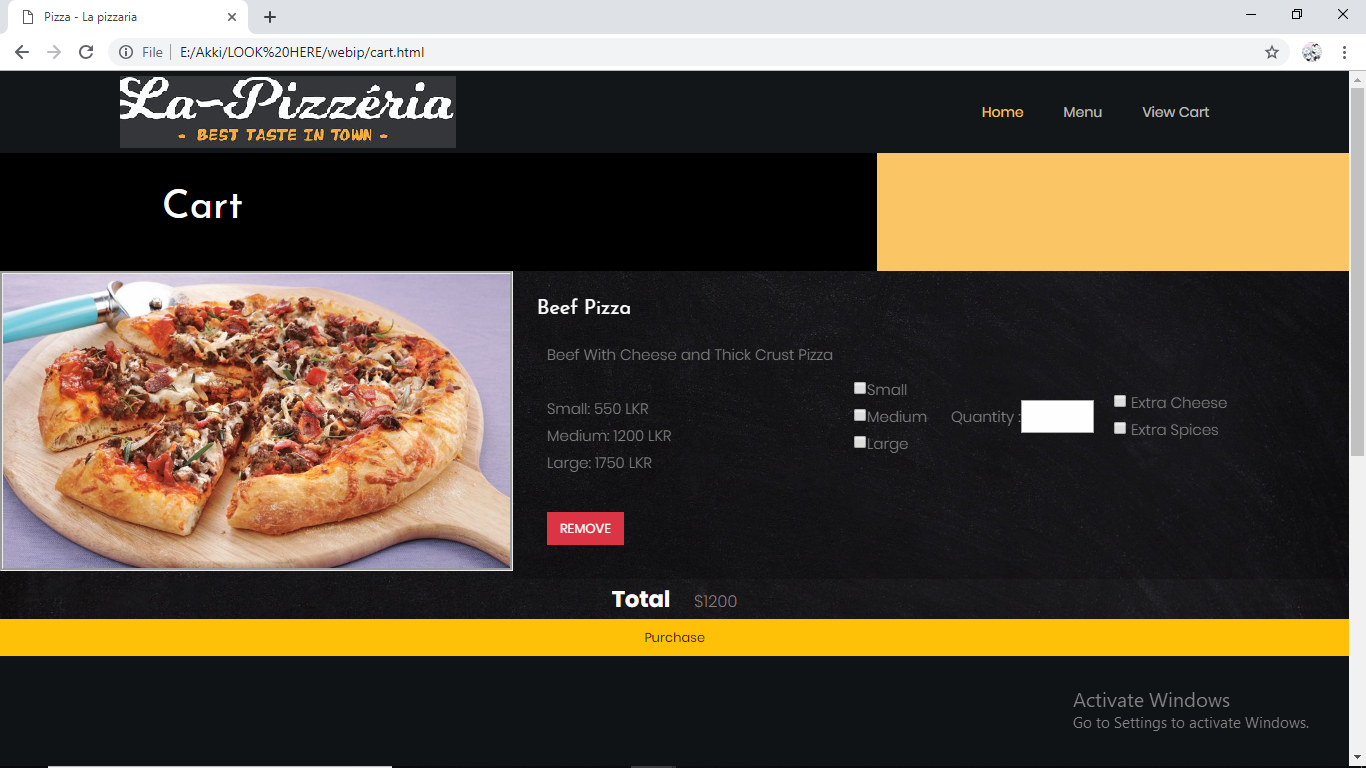 Pizza - La pizzaria
File E:/Akki/LOOK%20HERE/webip/cart.html
La-Pizzéria
- BEST TASTE IN TOWN -
Home Menu View Cart
Cart
Beef Pizza
Beef With Cheese and Thick Crust Pizza
Small: 550 LKR
Medium: 1200 LKR
Large: 1750 LKR
Small
Medium
Large
Quantity :
Extra Cheese
Extra Spices
REMOVE
Total $1200
Purchase
Activate Windows
Go to Settings to activate Windows.